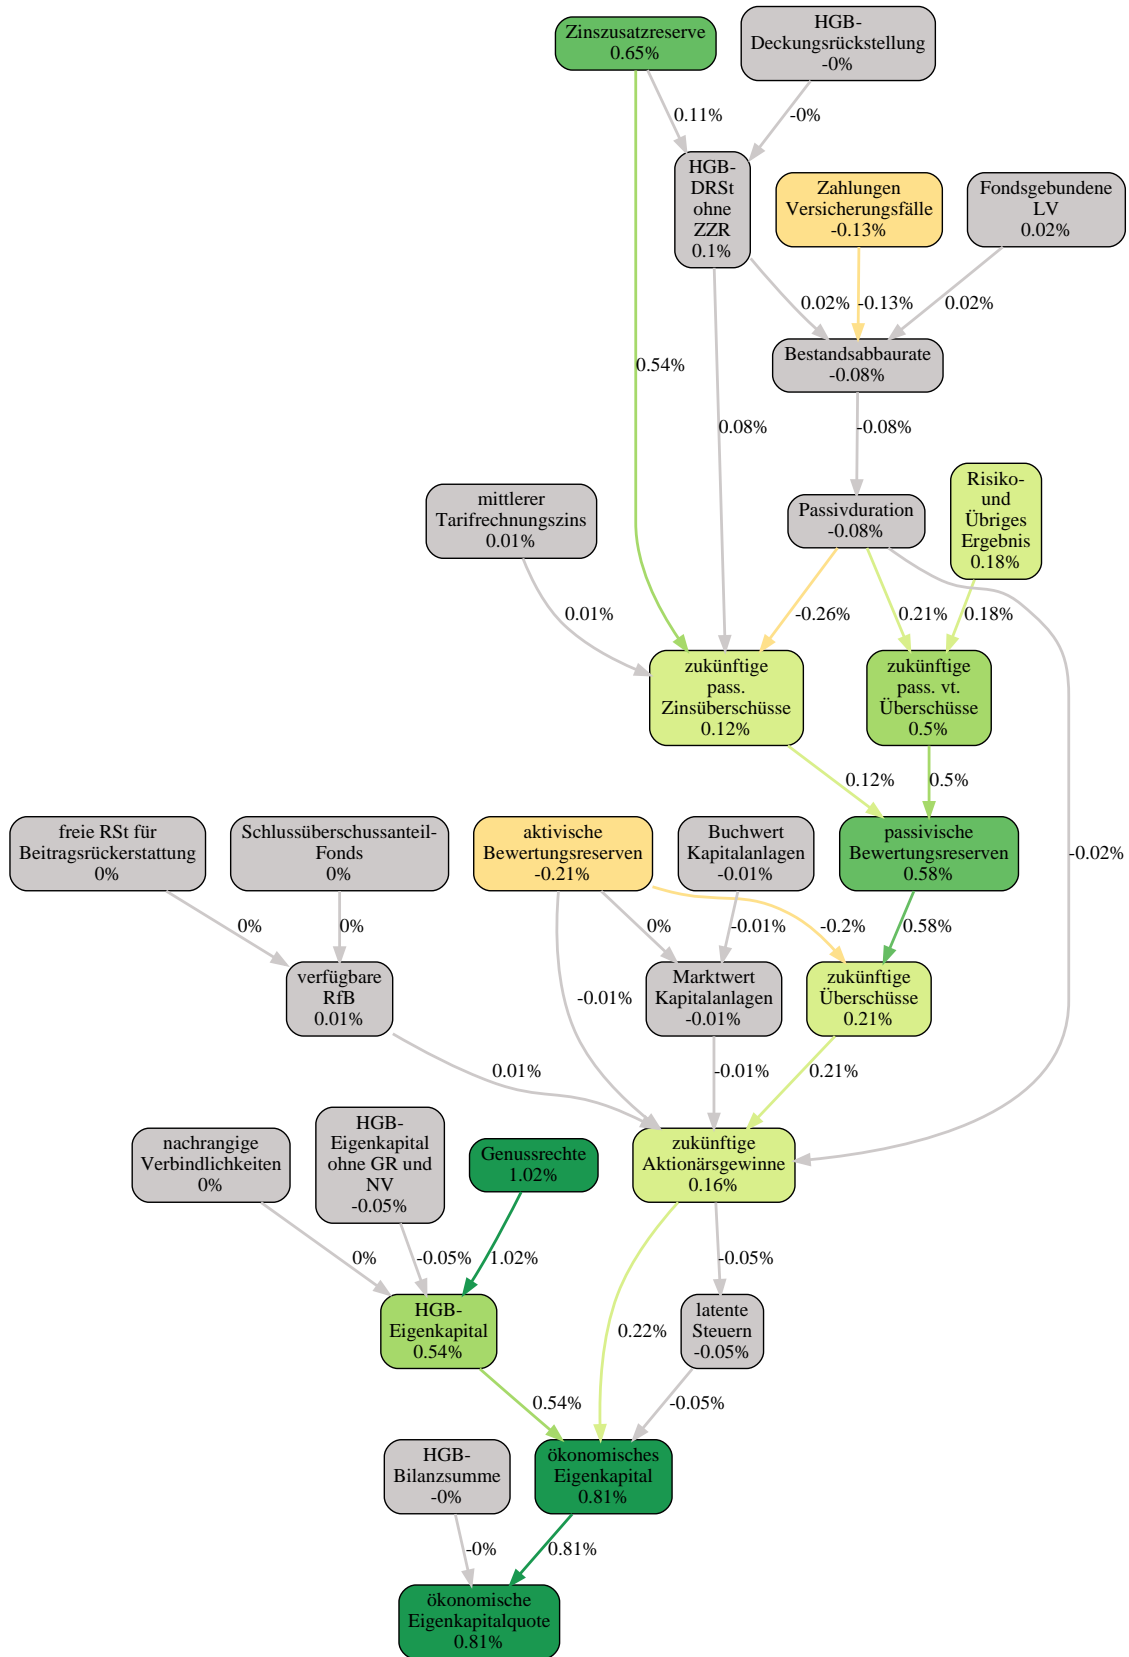 Zinszusatzreserve
0.65%
HGB-
Deckungsrückstellung
-0%
0.11%
-0%
HGB-
DRSt
ohne
ZZR
0.1%
Zahlungen
Versicherungsfälle
-0.13%
Fondsgebundene
LV
0.02%
0.02%
-0.13%
0.02%
Bestandsabbaurate
-0.08%
0.54%
0.08%
-0.08%
mittlerer
Tarifrechnungszins
0.01%
Passivduration
-0.08%
Risiko-
und
Übriges
Ergebnis
0.18%
0.01%
-0.26%
0.21%
0.18%
zukünftige
pass.
Zinsüberschüsse
0.12%
zukünftige
pass. vt.
Überschüsse
0.5%
0.12%
0.5%
freie RSt für
Beitragsrückerstattung
0%
Schlussüberschussanteil-
Fonds
0%
aktivische
Bewertungsreserven
-0.21%
Buchwert
Kapitalanlagen
-0.01%
passivische
Bewertungsreserven
0.58%
-0.02%
0%
0%
0%
-0.01%
-0.2%
0.58%
verfügbare
RfB
0.01%
-0.01%
Marktwert
Kapitalanlagen
-0.01%
zukünftige
Überschüsse
0.21%
0.01%
-0.01%
0.21%
nachrangige
Verbindlichkeiten
0%
HGB-
Eigenkapital
ohne GR und
NV
-0.05%
Genussrechte
1.02%
zukünftige
Aktionärsgewinne
0.16%
0%
-0.05%
1.02%
-0.05%
HGB-
Eigenkapital
0.54%
0.22%
latente
Steuern
-0.05%
0.54%
-0.05%
HGB-
Bilanzsumme
-0%
ökonomisches
Eigenkapital
0.81%
-0%
0.81%
ökonomische
Eigenkapitalquote
0.81%